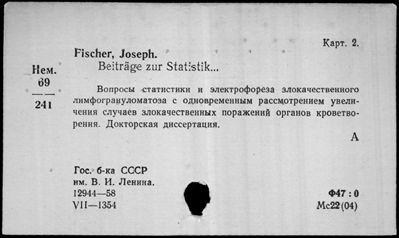 Карт. 2.
Fischer, Joseph.
Beiträge zur Statistik...
Нем.
69
241
Вопросы статистики и электрофореза злокачественного
лимфогрануломатоза с одновременным рассмотрением увели-
чения случаев злокачественных поражений органов кроветво-
рения. Докторская диссертация.
А
Гос. б-ка СССР
им. В. И. Ленина.
12944—58
VII—1354
Ф47 : 0
Мс22 (04)